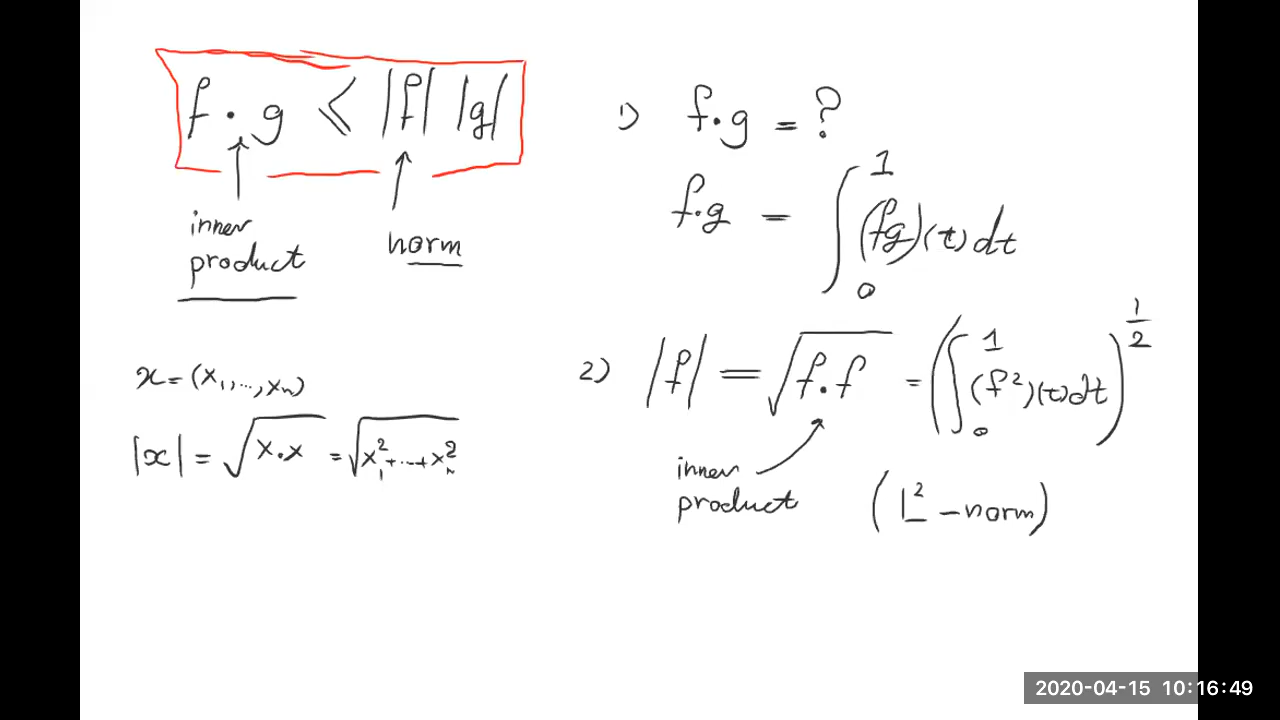 f · g ≤ |f| |g|
inner
product
norm
x = (x₁, ..., xₙ)
|x| = √(x · x) = √(x₁² + ... + xₙ²)
1) f · g = ?
f · g = ∫₀¹ (fg)(t) dt
2) |f| = √(f · f) = (∫₀¹ (f²)(t) dt)^(1/2)
inner
product
(L² - norm)
2020-04-15 10:16:49